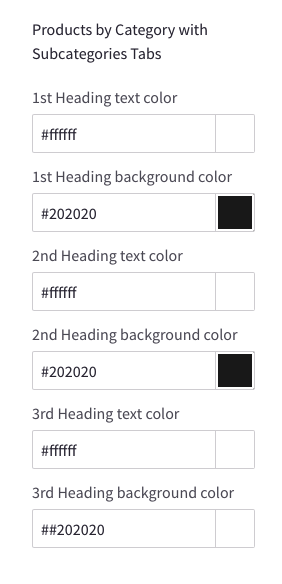 Products by Category with
Subcategories Tabs
1st Heading text color
#ffffff
1st Heading background color
#202020
2nd Heading text color
#ffffff
2nd Heading background color
#202020
3rd Heading text color
#ffffff
3rd Heading background color
##202020